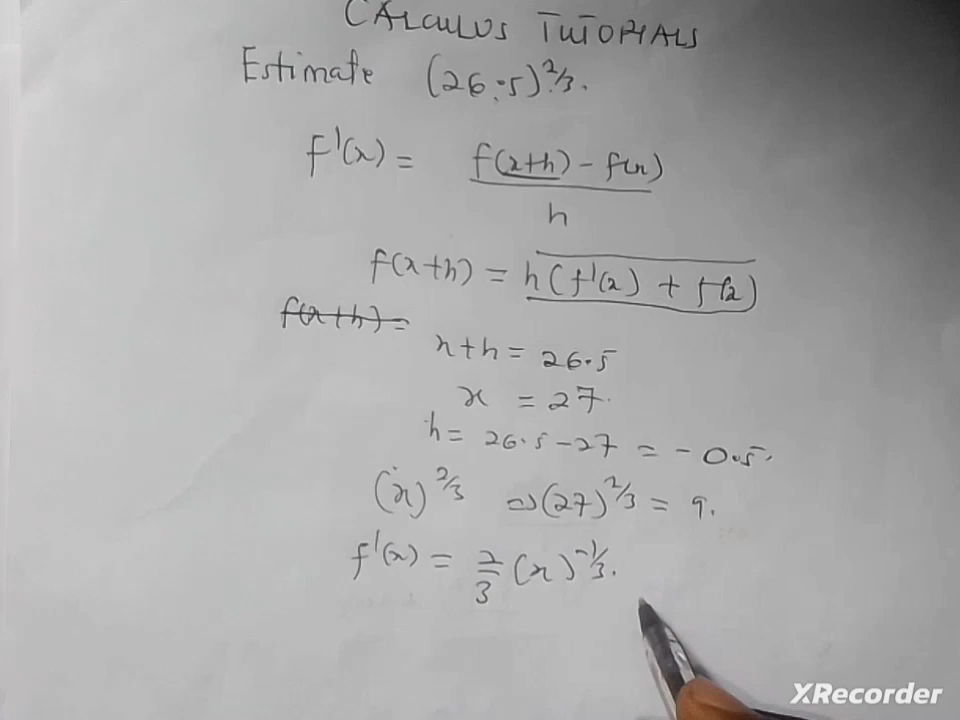 CALCULUS TUTORIALS
Estimate (26.5)^2/3.
f'(x) = f(x+h) - f(x) / h
f(x+h) = h(f'(x) + f(x))
f(x+h) =
x+h = 26.5
x = 27.
h = 26.5 - 27 = -0.5.
(x)^2/3 => (27)^2/3 = 9.
f'(x) = 2/3 (x)^-1/3.
XRecorder